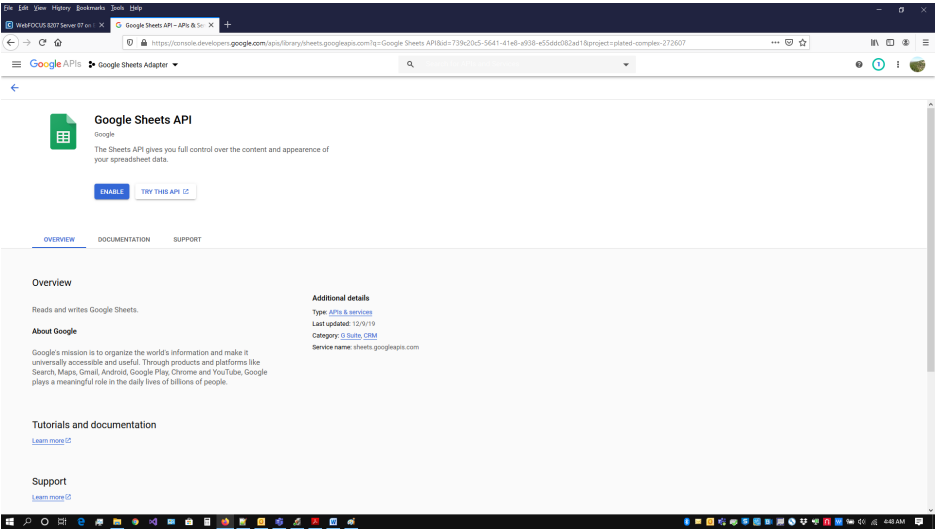 File Edit View History Bookmarks Tools Help
WebFOCUS 8207 Server 07 on
Google Sheets API – APIs & Ser
https://console.developers.google.com/apis/library/sheets.googleapis.com?q=Google Sheets API&id=739c20c5-5641-41e8-a938-e55ddc082ad1&project=plated-complex-272607
Google APIs Google Sheets Adapter
1
Google Sheets API
Google
The Sheets API gives you full control over the content and appearence of
your spreadsheet data.
ENABLE TRY THIS API
OVERVIEW DOCUMENTATION SUPPORT
Overview
Reads and writes Google Sheets.
About Google
Google's mission is to organize the world's information and make it
universally accessible and useful. Through products and platforms like
Search, Maps, Gmail, Android, Google Play, Chrome and YouTube, Google
plays a meaningful role in the daily lives of billions of people.
Additional details
Type: APIs & services
Last updated: 12/9/19
Category: G Suite, CRM
Service name: sheets.googleapis.com
Tutorials and documentation
Learn more
Support
Learn more
4:48 AM